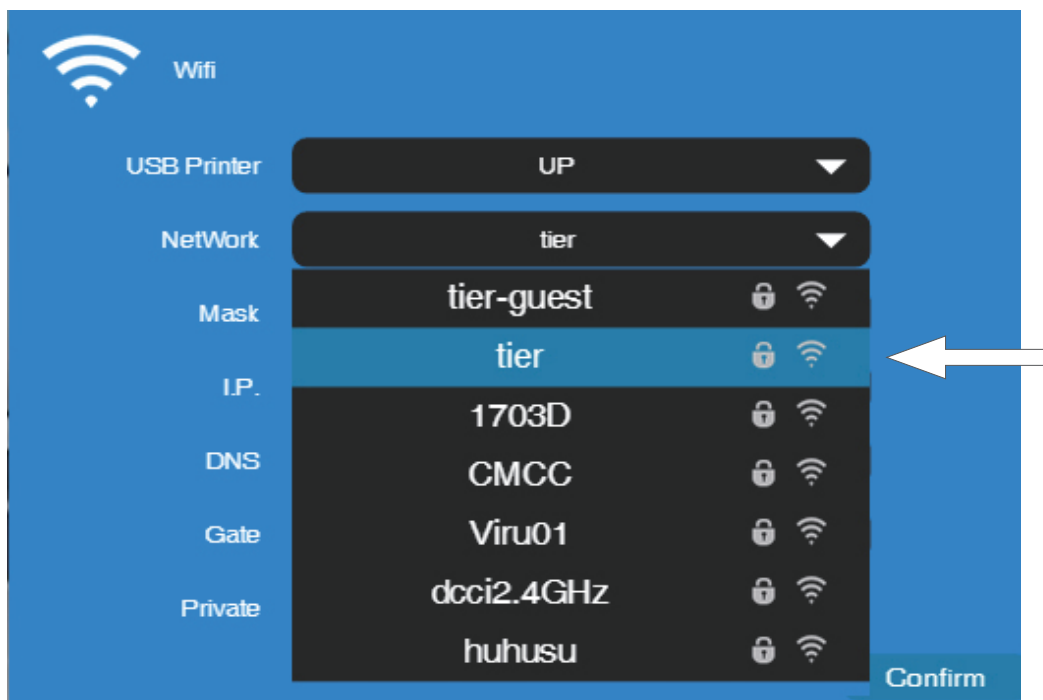 Wifi
USB Printer UP
NetWork tier
tier-guest
Mask
tier
I.P.
1703D
DNS
CMCC
Gate
Viru01
Private
dcci2.4GHz
huhusu
Confirm